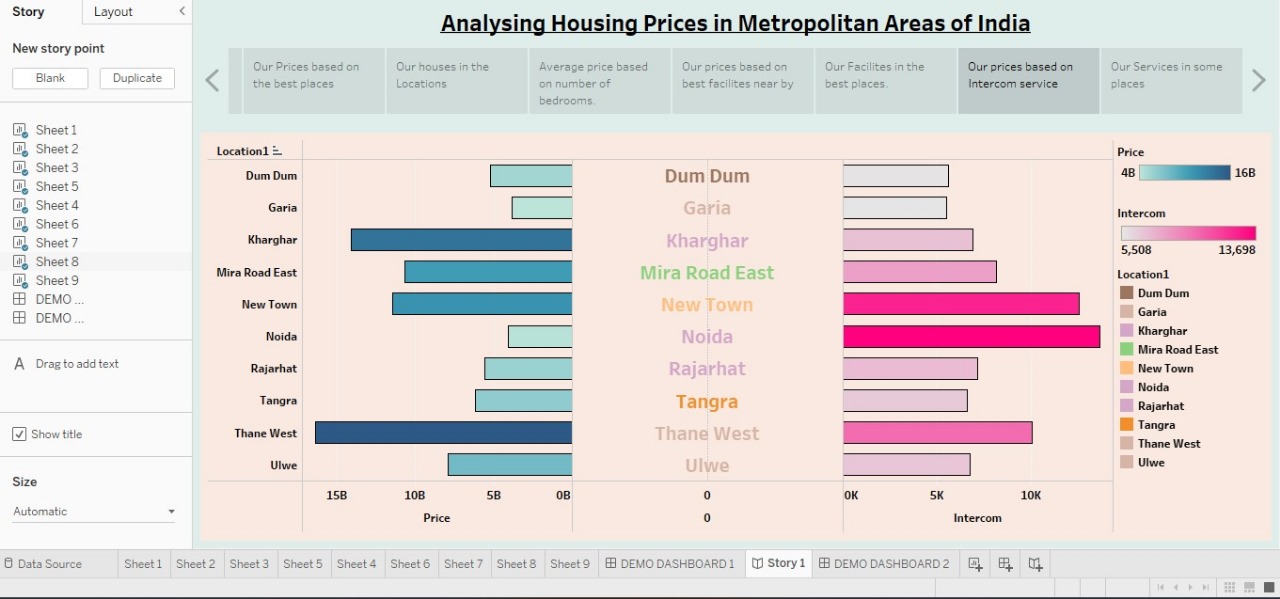 Story
Layout
New story point
Blank
Duplicate
Sheet 1
Sheet 2
Sheet 3
Sheet 5
Sheet 4
Sheet 6
Sheet 7
Sheet 8
Sheet 9
DEMO ...
DEMO ...
A Drag to add text
Show title
Size
Automatic
Analysing Housing Prices in Metropolitan Areas of India
Our Prices based on
the best places
Our houses in the
Locations
Average price based
on number of
bedrooms.
Our prices based on
best facilites near by
Our Facilites in the
best places.
Our prices based on
Intercom service
Our Services in some
places
Location1
Dum Dum
Garia
Kharghar
Mira Road East
New Town
Noida
Rajarhat
Tangra
Thane West
Ulwe
15B 10B 5B 0B
Price
Dum Dum
Garia
Kharghar
Mira Road East
New Town
Noida
Rajarhat
Tangra
Thane West
Ulwe
0
0
0K 5K 10K
Intercom
Price
4B 16B
Intercom
5,508 13,698
Location1
Dum Dum
Garia
Kharghar
Mira Road East
New Town
Noida
Rajarhat
Tangra
Thane West
Ulwe
Data Source Sheet 1 Sheet 2 Sheet 3 Sheet 5 Sheet 4 Sheet 6 Sheet 7 Sheet 8 Sheet 9 DEMO DASHBOARD 1 Story 1 DEMO DASHBOARD 2